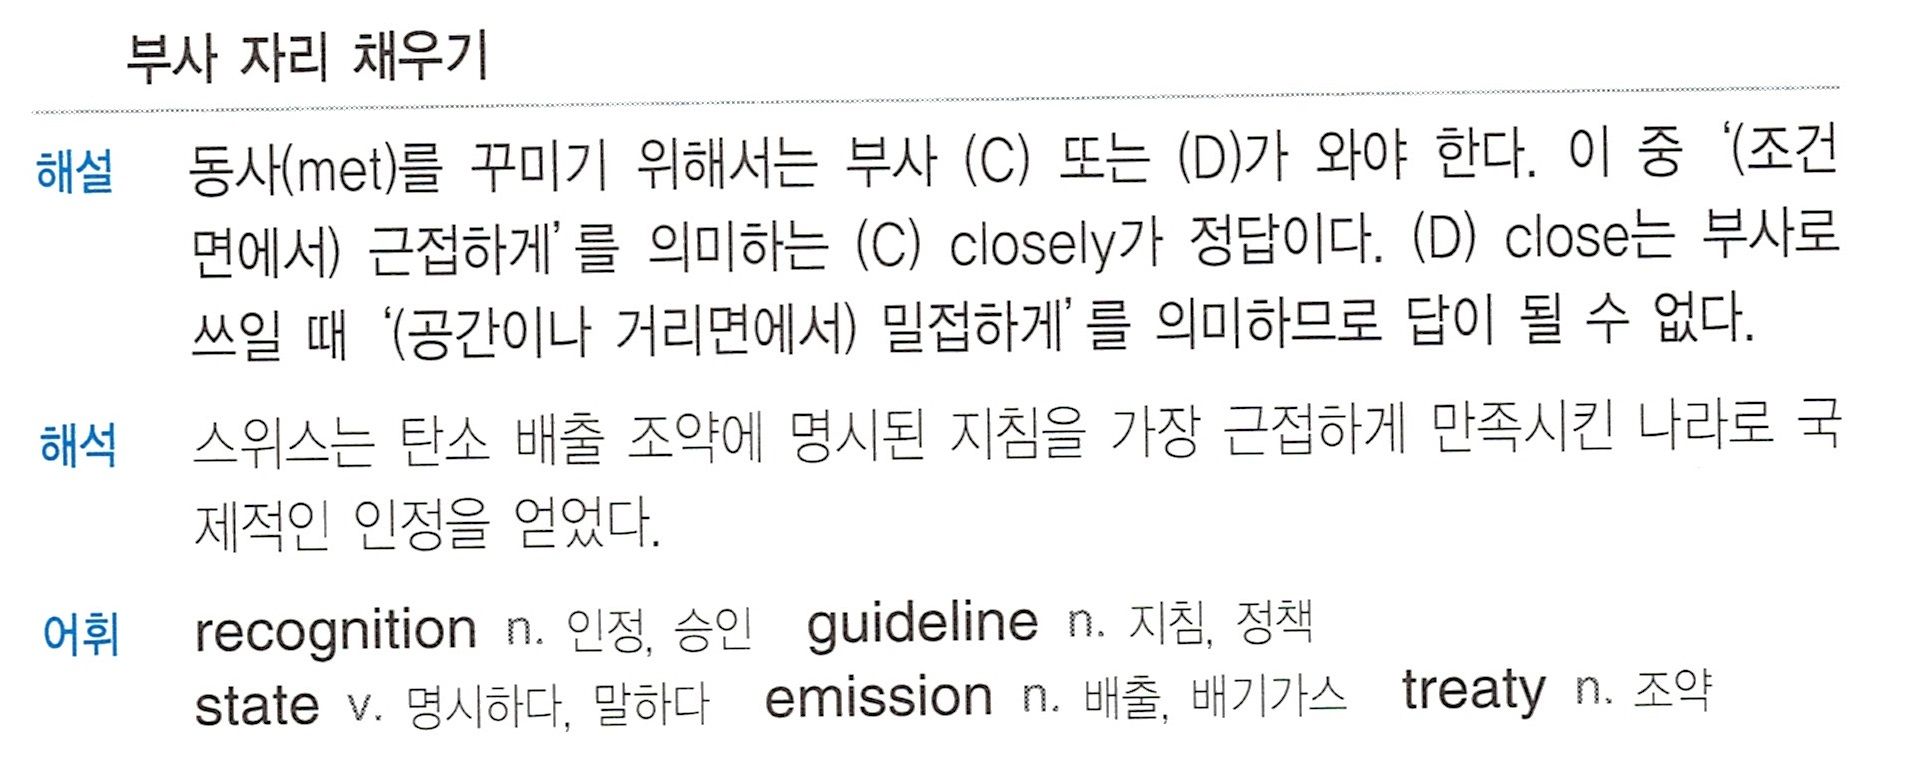 부사 자리 채우기
해설 동사(met)를 꾸미기 위해서는 부사 (C) 또는 (D)가 와야 한다. 이 중 ‘(조건
면에서) 근접하게’를 의미하는 (C) closely가 정답이다. (D) close는 부사로
쓰일 때 ‘(공간이나 거리면에서) 밀접하게’를 의미하므로 답이 될 수 없다.
해석 스위스는 탄소 배출 조약에 명시된 지침을 가장 근접하게 만족시킨 나라로 국
제적인 인정을 얻었다.
어휘 recognition n. 인정, 승인 guideline n. 지침, 정책
state v. 명시하다, 말하다 emission n. 배출, 배기가스 treaty n. 조약